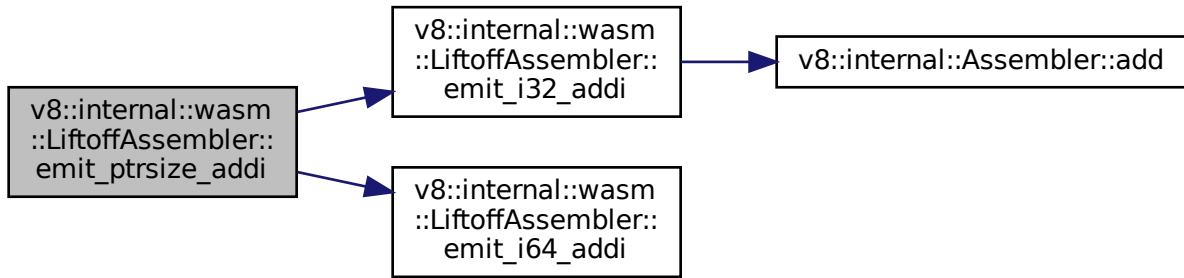 v8::internal::wasm
::LiftoffAssembler::
emit_ptrsize_addi
v8::internal::wasm
::LiftoffAssembler::
emit_i32_addi
v8::internal::Assembler::add
v8::internal::wasm
::LiftoffAssembler::
emit_i64_addi